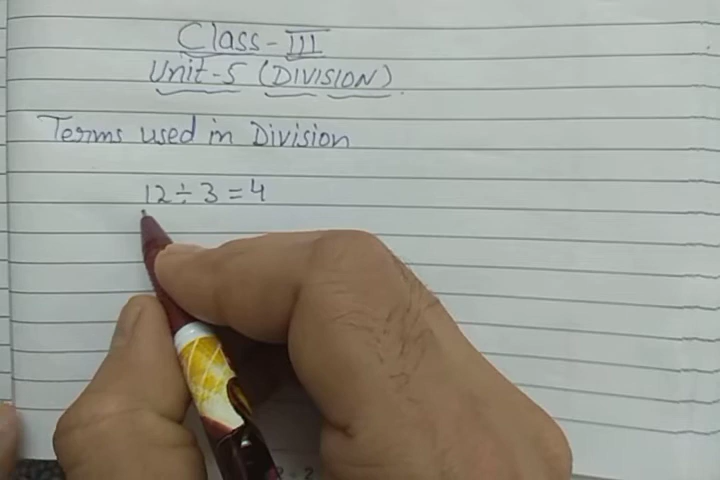 Class-III
Unit-5 (DIVISION).
Terms used in Division
12 ÷ 3 = 4